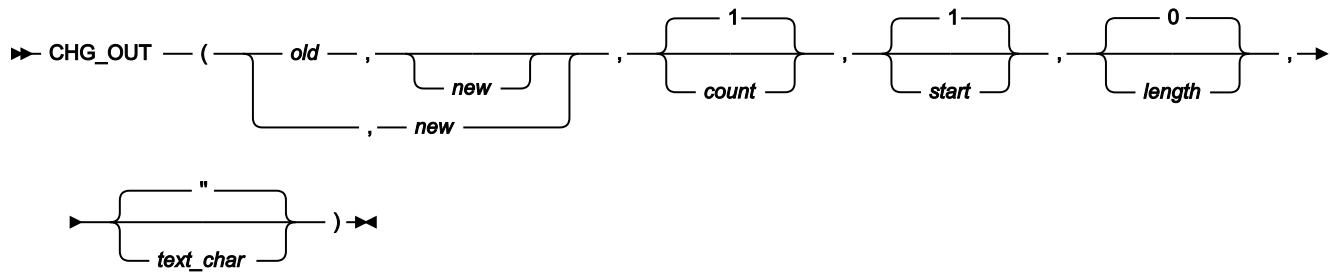 1 1 0
CHG_OUT ( old , , count , start , length ,
new
, new
"
)
text_char